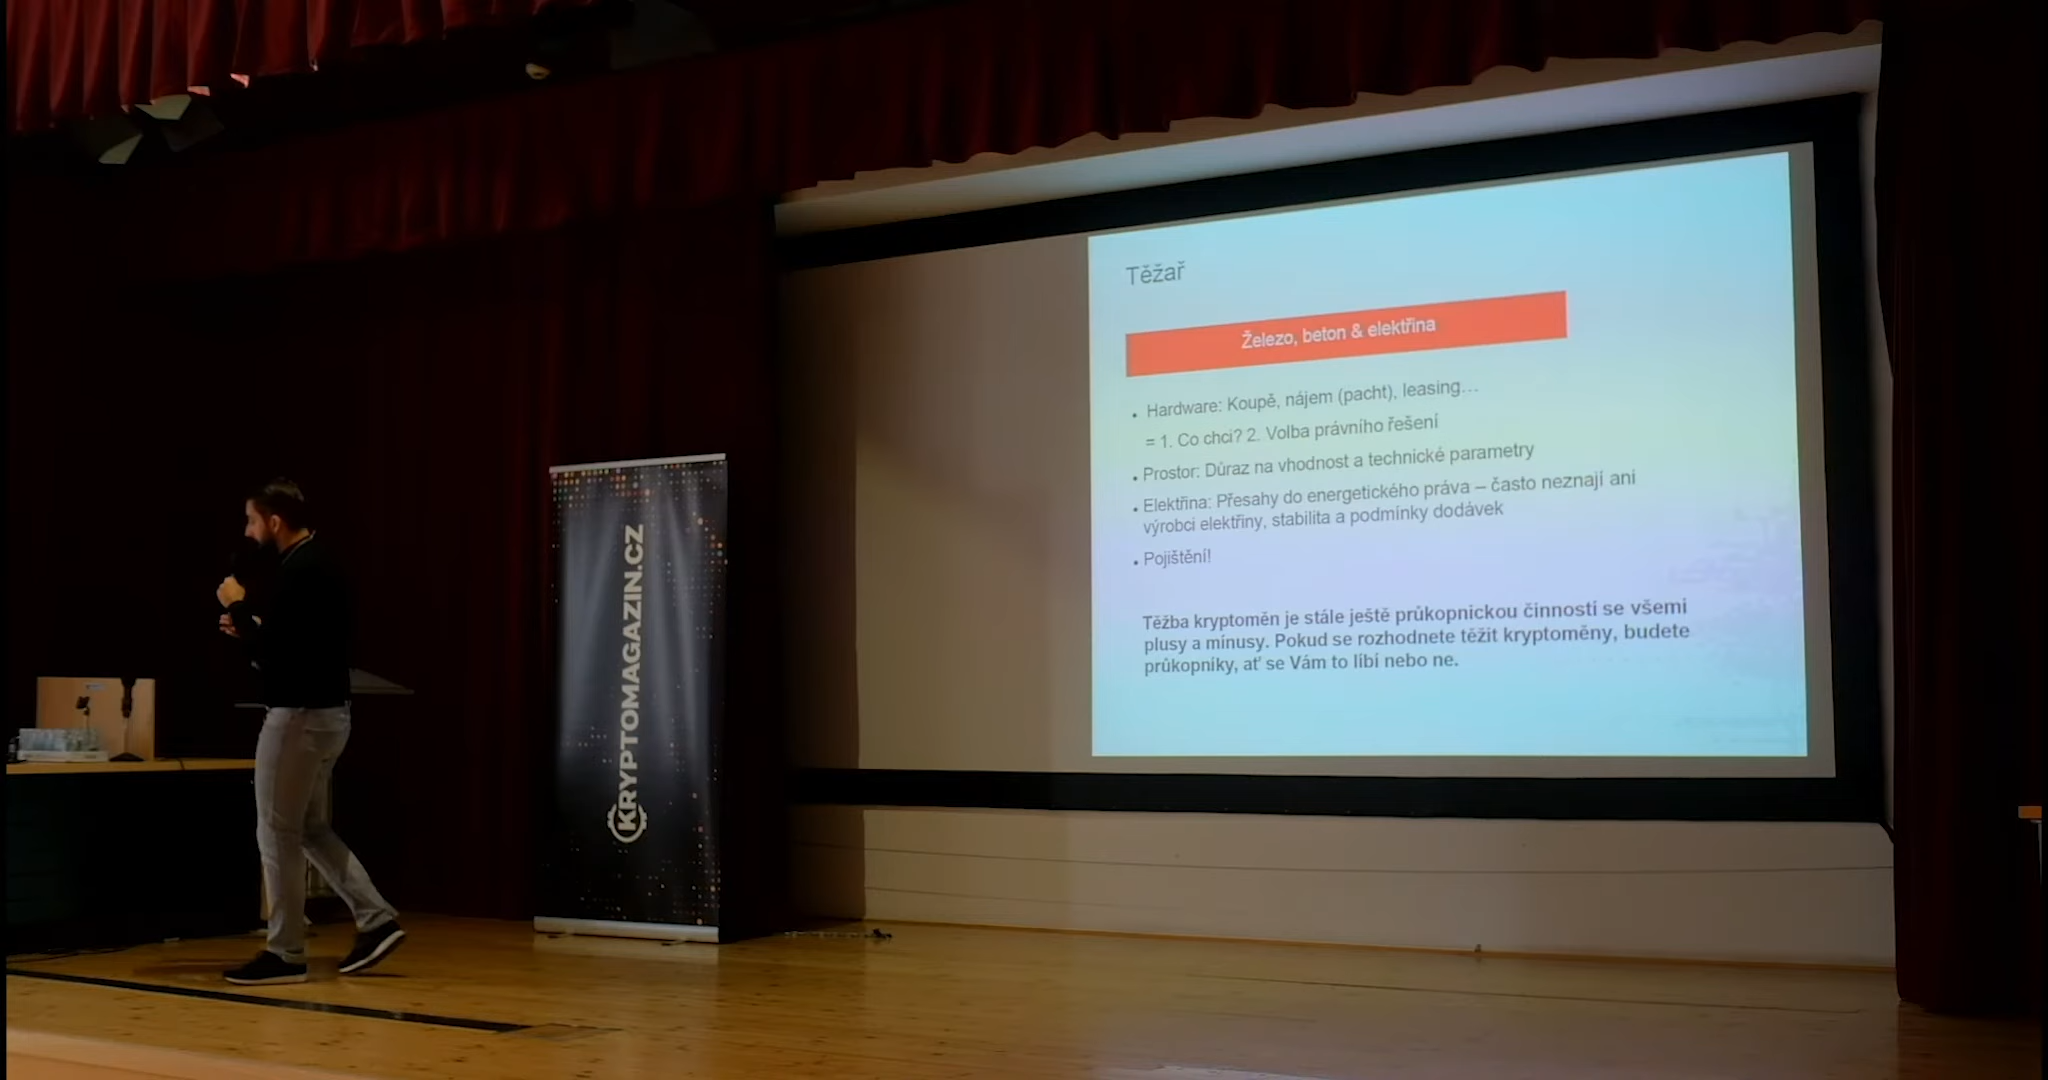 Těžař
Železo, beton & elektřina
• Hardware: Koupě, nájem (pacht), leasing…
= 1. Co chci? 2. Volba právního řešení
• Prostor: Důraz na vhodnost a technické parametry
• Elektřina: Přesahy do energetického práva – často neznají ani
výrobci elektřiny, stabilita a podmínky dodávek
• Pojištění!
Těžba kryptoměn je stále ještě průkopnickou činností se všemi
plusy a mínusy. Pokud se rozhodnete těžit kryptoměny, budete
průkopníky, ať se Vám to líbí nebo ne.
KRYPTOMAGAZIN.CZ